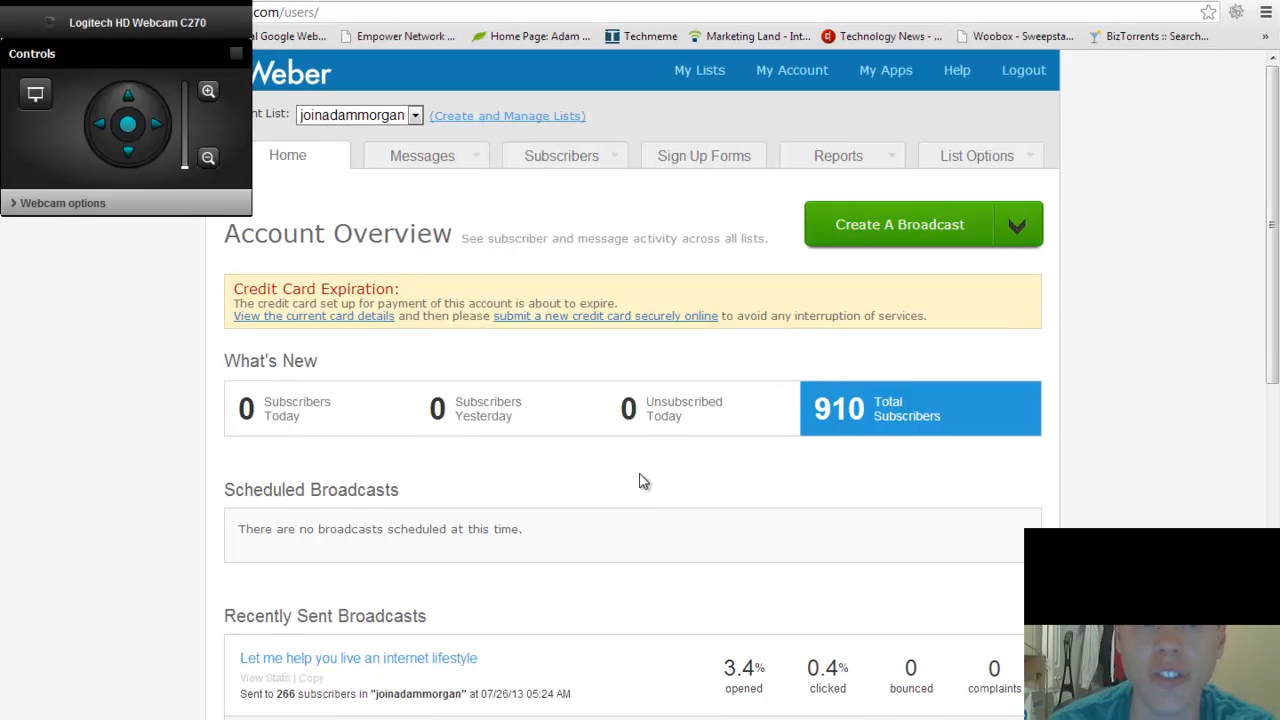 Logitech HD Webcam C270
Controls
Webcam options
.com/users/
al Google Web...
Empower Network ...
Home Page: Adam ...
Techmeme
Marketing Land - Int...
Technology News - ...
Woobox - Sweepsta...
BizTorrents :: Search...
»
Weber
My Lists
My Account
My Apps
Help
Logout
nt List:
joinadammorgan
(Create and Manage Lists)
Home
Messages
Subscribers
Sign Up Forms
Reports
List Options
Account Overview See subscriber and message activity across all lists.
Create A Broadcast
Credit Card Expiration:
The credit card set up for payment of this account is about to expire.
View the current card details and then please submit a new credit card securely online to avoid any interruption of services.
What's New
0 Subscribers
Today
0 Subscribers
Yesterday
0 Unsubscribed
Today
910 Total
Subscribers
Scheduled Broadcasts
There are no broadcasts scheduled at this time.
Recently Sent Broadcasts
Let me help you live an internet lifestyle
View Stats | Copy
Sent to 266 subscribers in "joinadammorgan" at 07/26/13 05:24 AM
3.4%
opened
0.4%
clicked
0
bounced
0
complaints